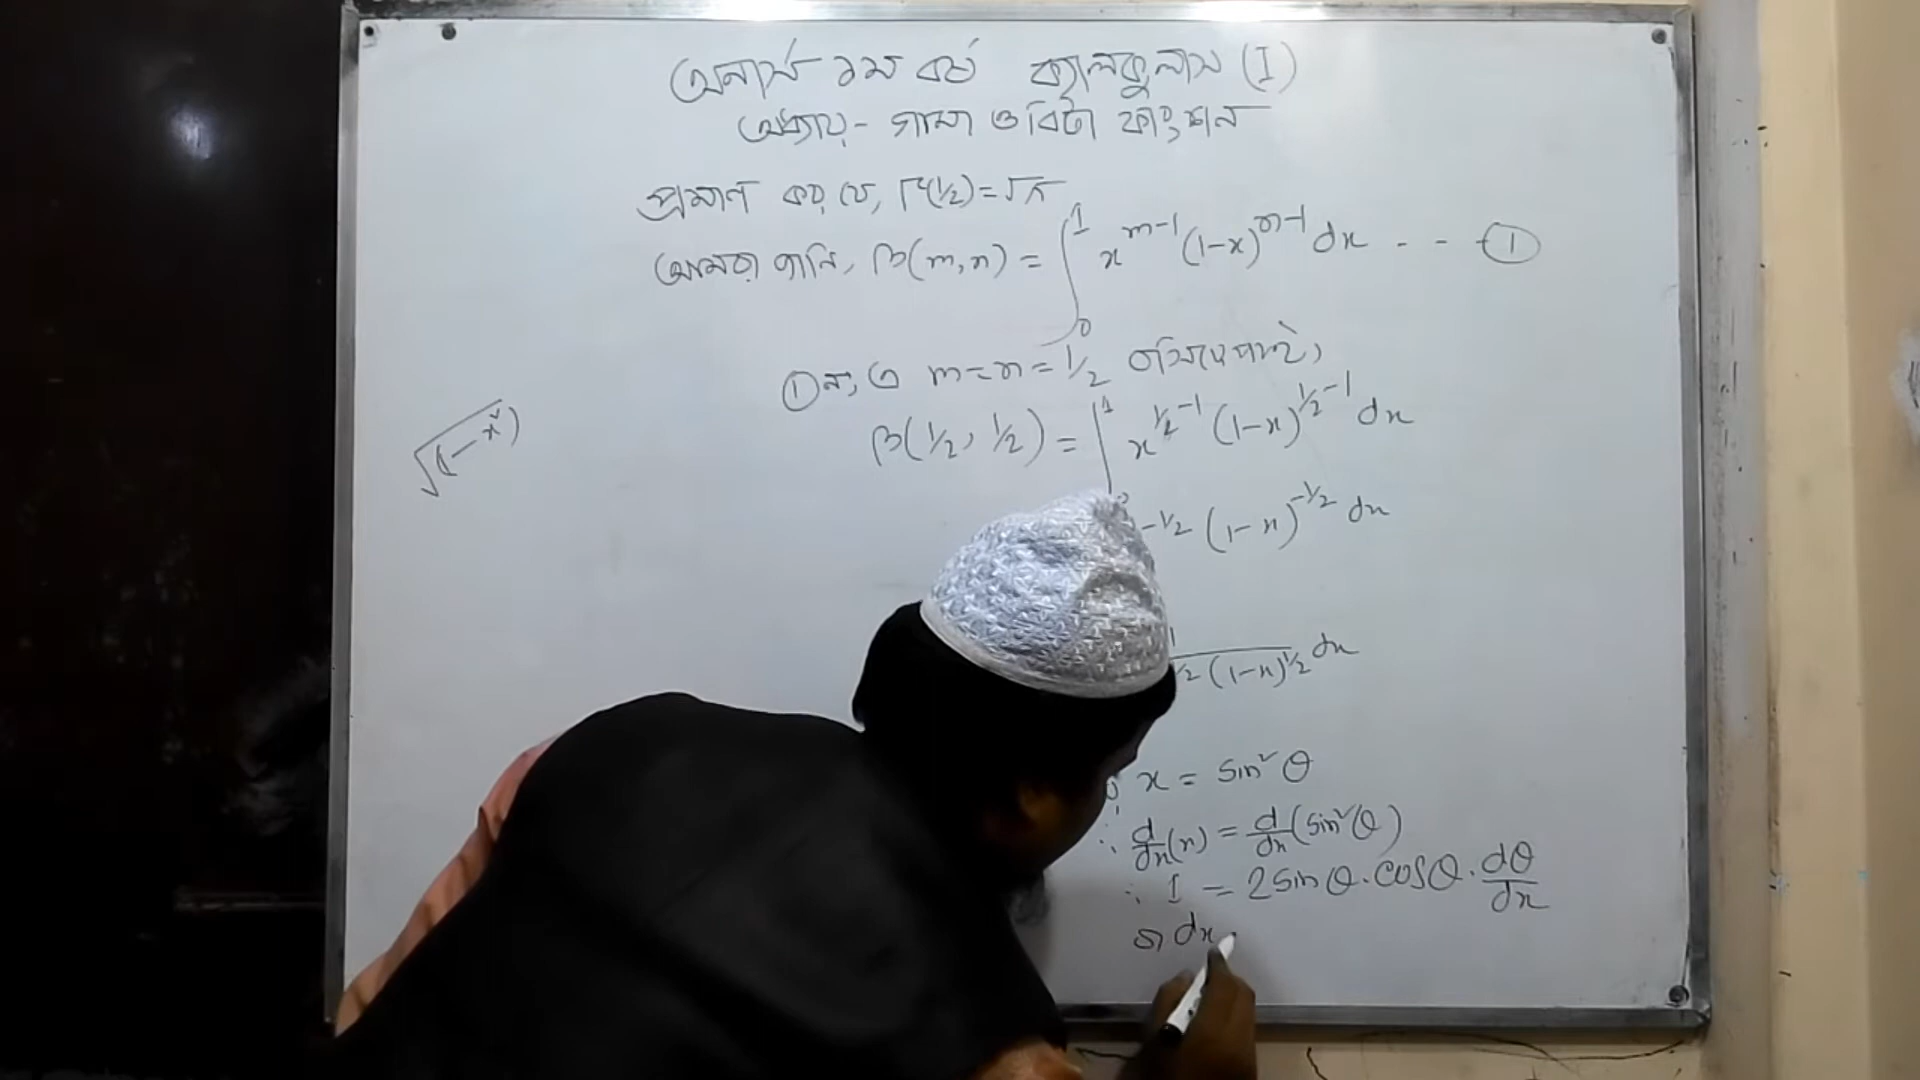 অনার্স ১ম বর্ষ ক্যালকুলাস (I)
অধ্যায়- গামা ও বিটা ফাংশন
প্রমাণ কর যে, Γ(1/2)=√π
আমরা জানি, β(m,n) = ∫₀¹ x^{m-1} (1-x)^{n-1} dx - - - ①
① নং এ m=n=1/2 বসিয়ে পাই,
β(1/2, 1/2) = ∫₀¹ x^{1/2-1} (1-x)^{1/2-1} dx
√(1-x²)
-1/2 (1-x)^{-1/2} dx
1/2 (1-x)^{1/2} dx
x = sin²θ
∴ d/dx(x) = d/dx(sin²θ)
∴ 1 = 2sinθ.cosθ.dθ/dx
বা dx